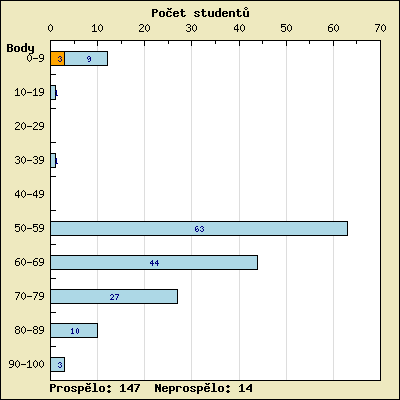 Počet studentů
0 10 20 30 40 50 60 70
Body
0-9 3 9
10-19 1
20-29
30-39 1
40-49
50-59 63
60-69 44
70-79 27
80-89 10
90-100 3
Prospělo: 147 Neprospělo: 14